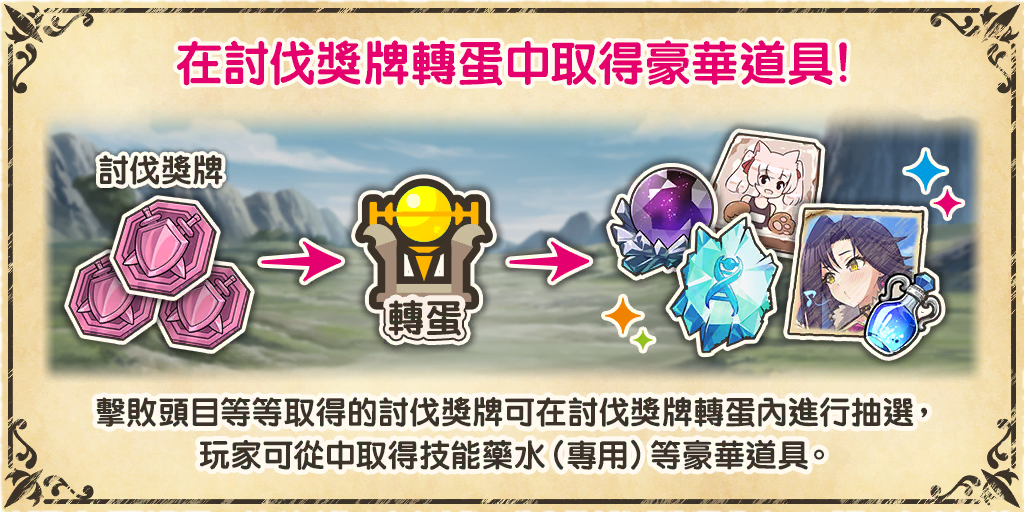 在討伐獎牌轉蛋中取得豪華道具!
討伐獎牌
轉蛋
擊敗頭目等等取得的討伐獎牌可在討伐獎牌轉蛋內進行抽選，
玩家可從中取得技能藥水（專用）等豪華道具。